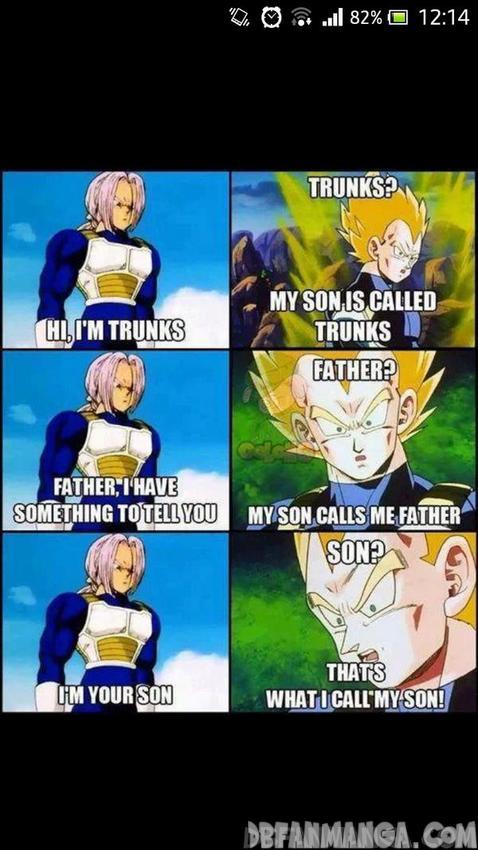 82% 12:14
HI, I'M TRUNKS
TRUNKS?
MY SON IS CALLED
TRUNKS
FATHER, I HAVE
SOMETHING TO TELL YOU
FATHER?
MY SON CALLS ME FATHER
I'M YOUR SON
SON?
THAT'S
WHAT I CALL MY SON!
DBFANMANGA.COM